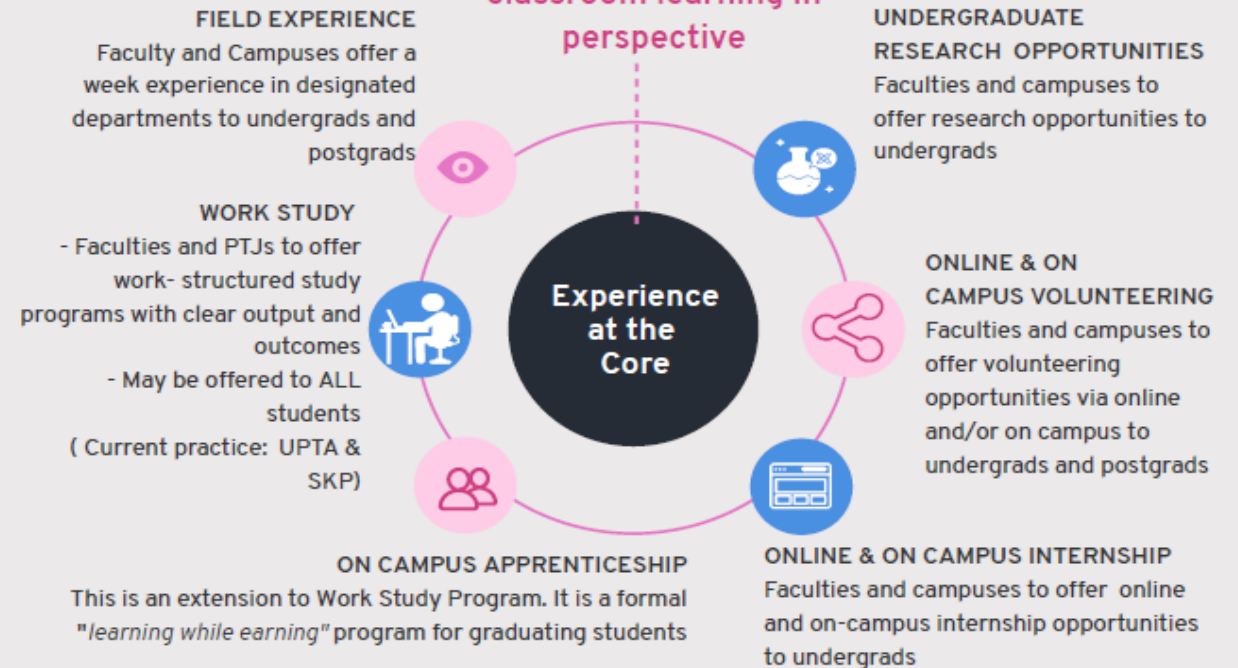 perspective
FIELD EXPERIENCE
Faculty and Campuses offer a
week experience in designated
departments to undergrads and
postgrads
UNDERGRADUATE
RESEARCH OPPORTUNITIES
Faculties and campuses to
offer research opportunities to
undergrads
WORK STUDY
- Faculties and PTJs to offer
work- structured study
programs with clear output and
outcomes
- May be offered to ALL
students
( Current practice: UPTA &
SKP)
Experience
at the
Core
ONLINE & ON
CAMPUS VOLUNTEERING
Faculties and campuses to
offer volunteering
opportunities via online
and/or on campus to
undergrads and postgrads
ON CAMPUS APPRENTICESHIP
This is an extension to Work Study Program. It is a formal
"learning while earning" program for graduating students
ONLINE & ON CAMPUS INTERNSHIP
Faculties and campuses to offer online
and on-campus internship opportunities
to undergrads